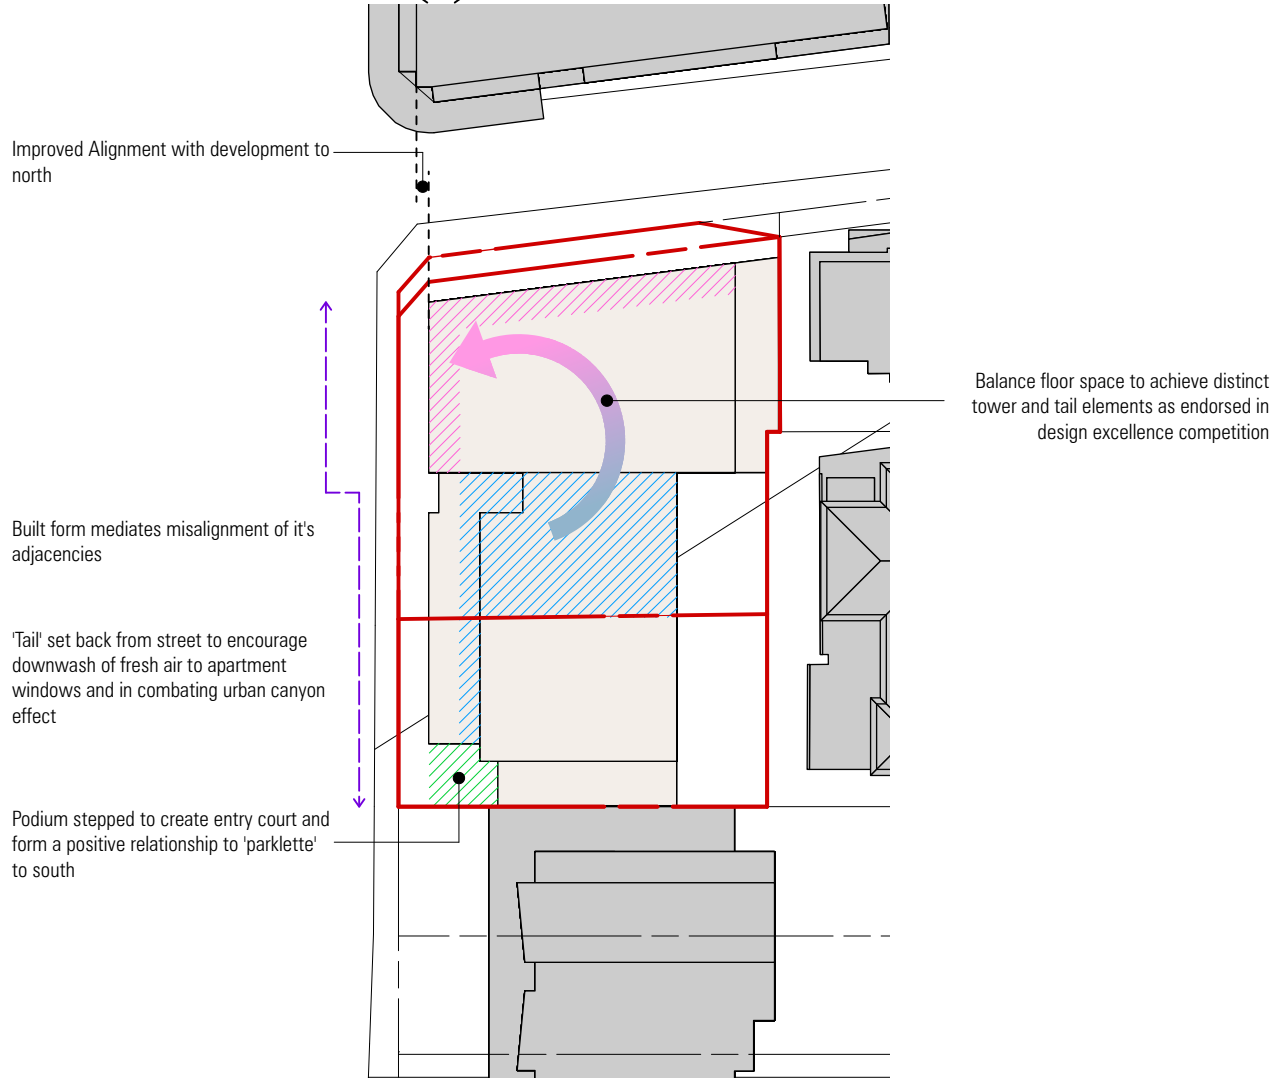 Improved Alignment with development to
north
Balance floor space to achieve distinct
tower and tail elements as endorsed in
design excellence competition
Built form mediates misalignment of it's
adjacencies
'Tail' set back from street to encourage
downwash of fresh air to apartment
windows and in combating urban canyon
effect
Podium stepped to create entry court and
form a positive relationship to 'parklette'
to south